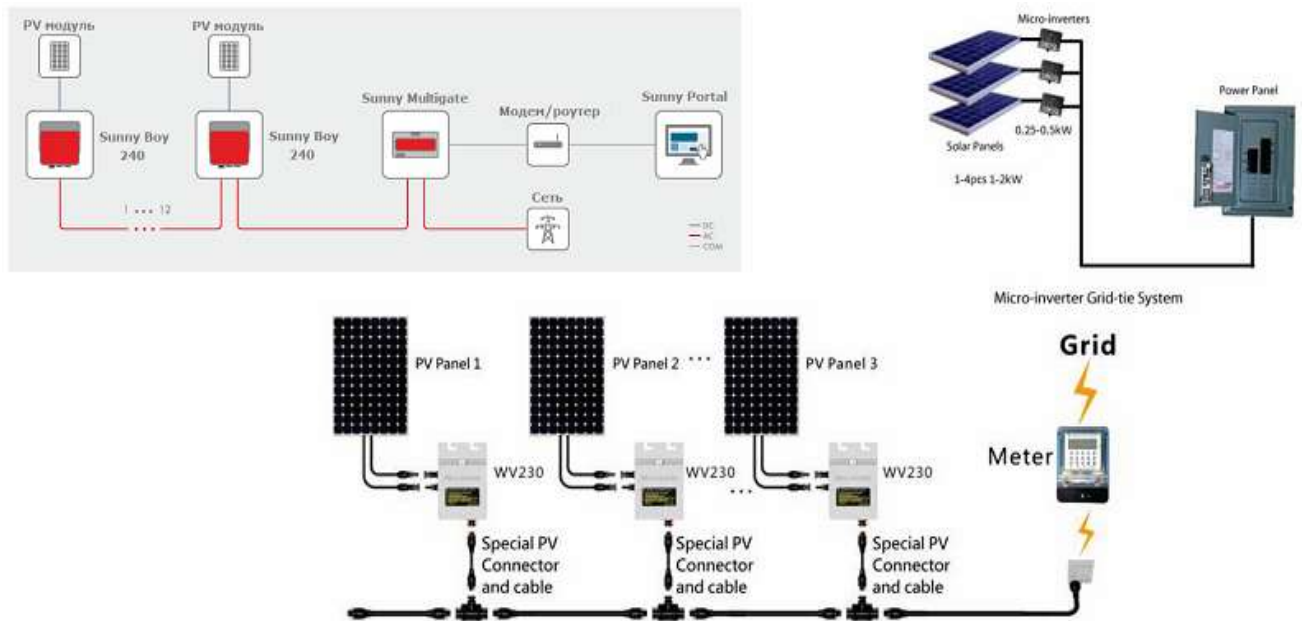 PV модуль
PV модуль
Sunny Boy
240
Sunny Boy
240
Sunny Multigate
Модем/роутер
Sunny Portal
1 ••• 12
•••
Сеть
DC
AC
COM
Micro-inverters
Power Panel
0.25-0.5kW
Solar Panels
1-4pcs 1-2kW
Micro-inverter Grid-tie System
PV Panel 1
PV Panel 2 •••
PV Panel 3
WV230
WV230
•••
WV230
Special PV
Connector
and cable
Special PV
Connector
and cable
Special PV
Connector
and cable
Grid
Meter